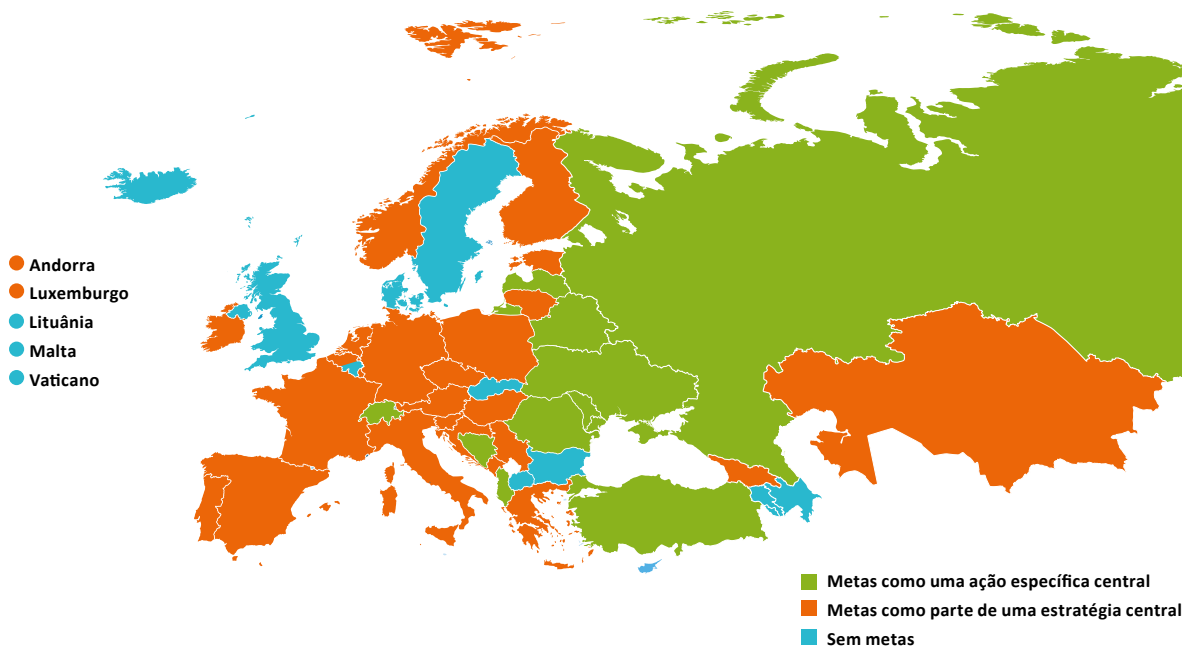 Andorra
Luxemburgo
Lituânia
Malta
Vaticano
Metas como uma ação específica central
Metas como parte de uma estratégia central
Sem metas